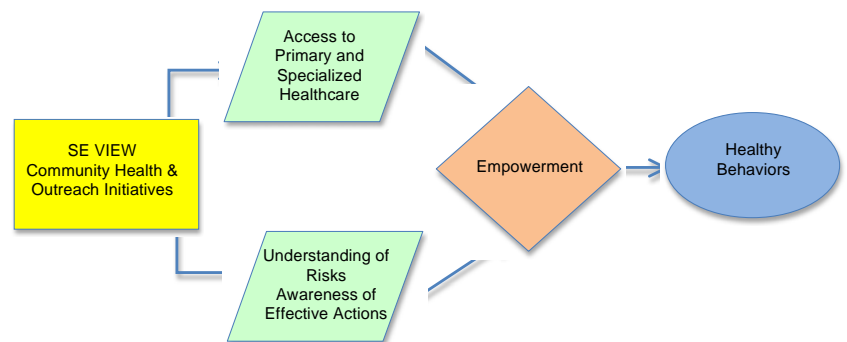 SE VIEW
Community Health &
Outreach Initiatives
Access to
Primary and
Specialized
Healthcare
Understanding of
Risks
Awareness of
Effective Actions
Empowerment
Healthy
Behaviors